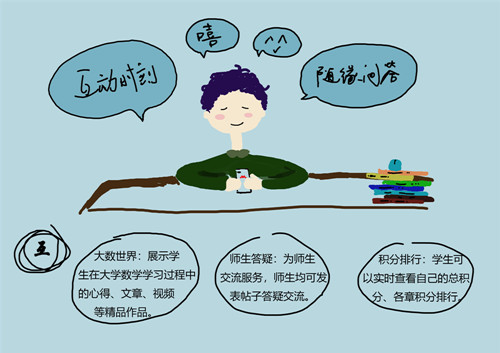 嘻
^ ^
互动时刻
随堂问答
互
大数世界：展示学
生在大学数学学习过程中
的心得、文章、视频
等精品作品。
师生答疑：为师生
交流服务，师生均可发
表帖子答疑交流。
积分排行：学生可
以实时查看自己的总积
分、各章积分排行。